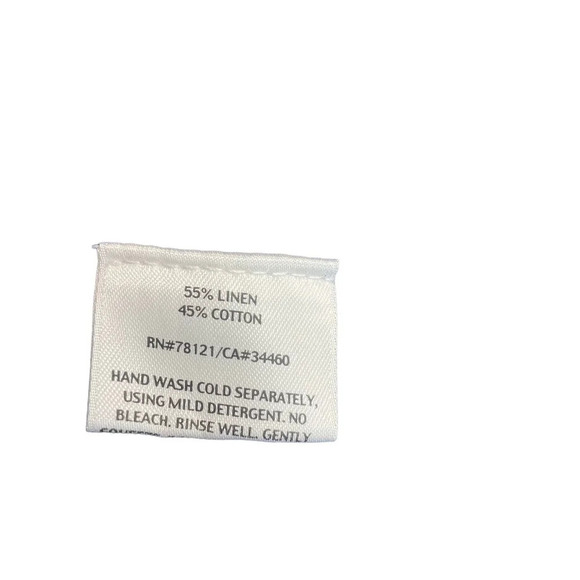 55% LINEN
45% COTTON
RN#78121/CA#34460
HAND WASH COLD SEPARATELY,
USING MILD DETERGENT. NO
BLEACH. RINSE WELL. GENTLY